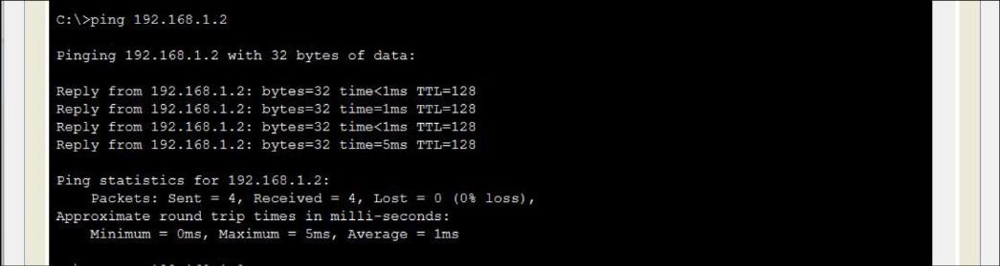 C:\>ping 192.168.1.2
Pinging 192.168.1.2 with 32 bytes of data:
Reply from 192.168.1.2: bytes=32 time<1ms TTL=128
Reply from 192.168.1.2: bytes=32 time=1ms TTL=128
Reply from 192.168.1.2: bytes=32 time<1ms TTL=128
Reply from 192.168.1.2: bytes=32 time=5ms TTL=128
Ping statistics for 192.168.1.2:
Packets: Sent = 4, Received = 4, Lost = 0 (0% loss),
Approximate round trip times in milli-seconds:
Minimum = 0ms, Maximum = 5ms, Average = 1ms